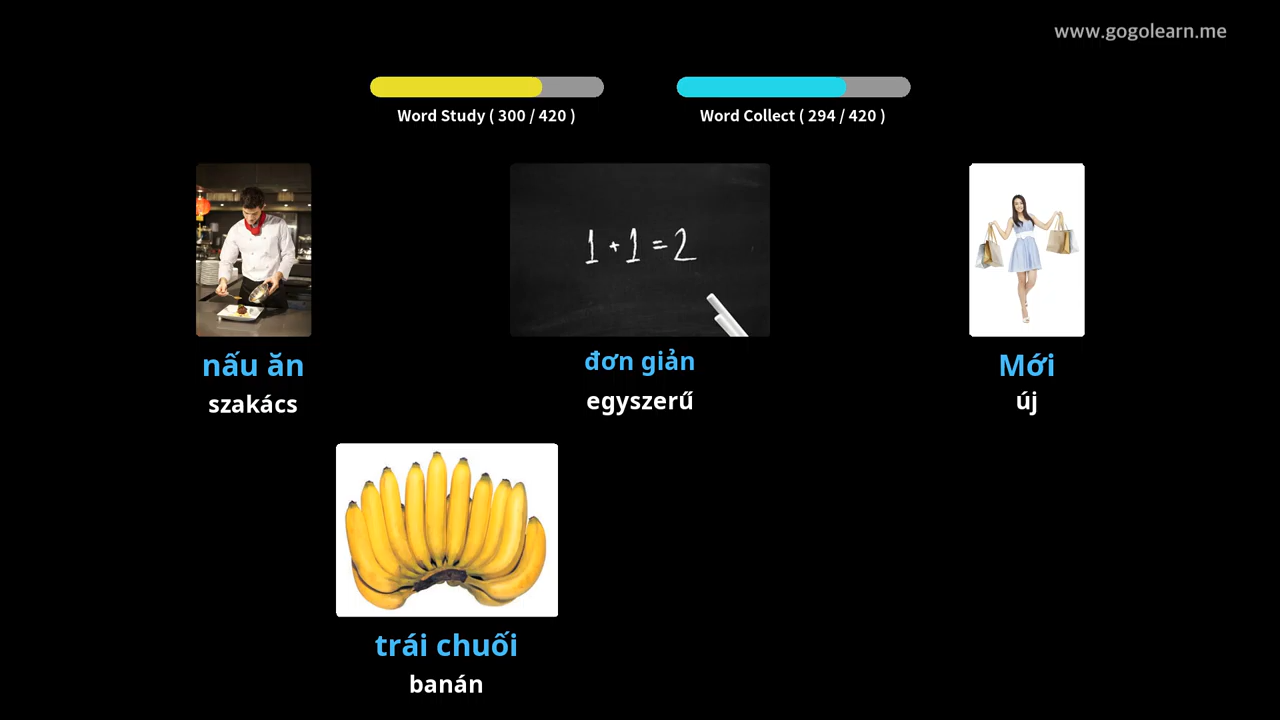 www.gogolearn.me
Word Study ( 300 / 420 )
Word Collect ( 294 / 420 )
1 + 1 = 2
nấu ăn
szakács
đơn giản
egyszerű
Mới
új
trái chuối
banán